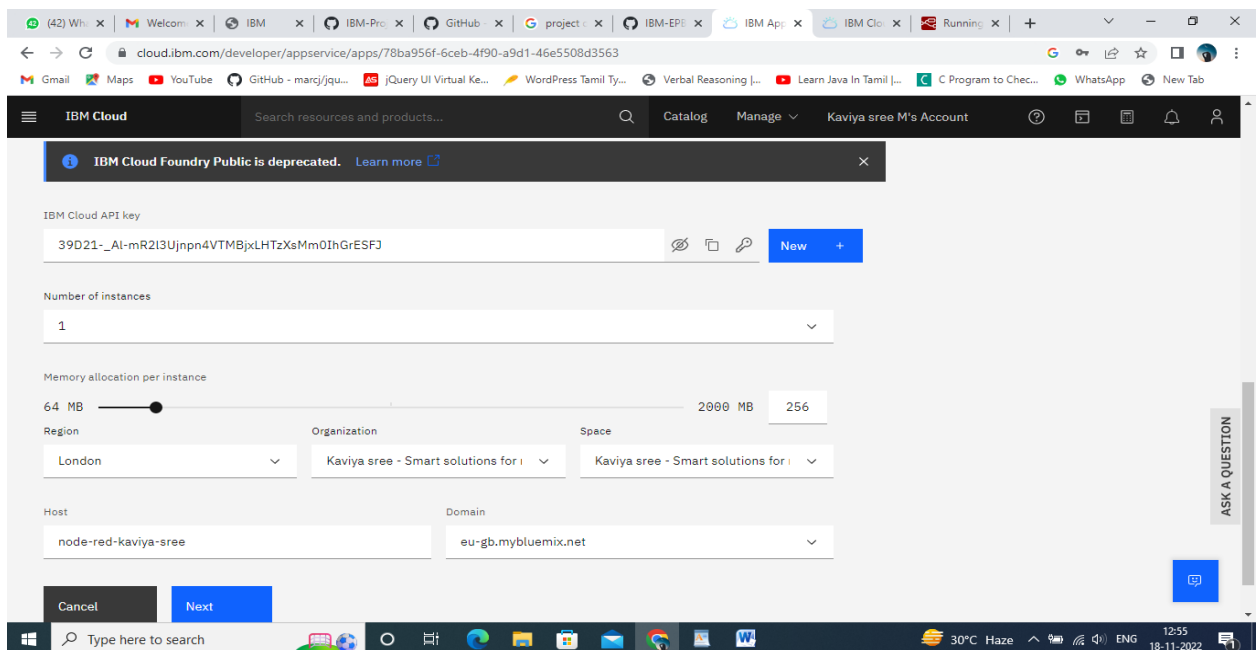 (42) Wha
Welcom
IBM
IBM-Proj
GitHub -
project c
IBM-EPB
IBM App
IBM Clou
Running
cloud.ibm.com/developer/appservice/apps/78ba956f-6ceb-4f90-a9d1-46e5508d3563
Gmail Maps YouTube GitHub - marcj/jqu... jQuery UI Virtual Ke... WordPress Tamil Ty... Verbal Reasoning |... Learn Java In Tamil |... C Program to Chec... WhatsApp New Tab
IBM Cloud Search resources and products... Catalog Manage Kaviya sree M's Account
IBM Cloud Foundry Public is deprecated. Learn more
IBM Cloud API key
39D21-_Al-mR2l3Ujnpn4VTMBjxLHTzXsMm0IhGrESFJ
New +
Number of instances
1
Memory allocation per instance
64 MB 2000 MB 256
Region Organization Space
London Kaviya sree - Smart solutions for r Kaviya sree - Smart solutions for
Host Domain
node-red-kaviya-sree eu-gb.mybluemix.net
Cancel Next
ASK A QUESTION
Type here to search
30°C Haze ENG
12:55
18-11-2022